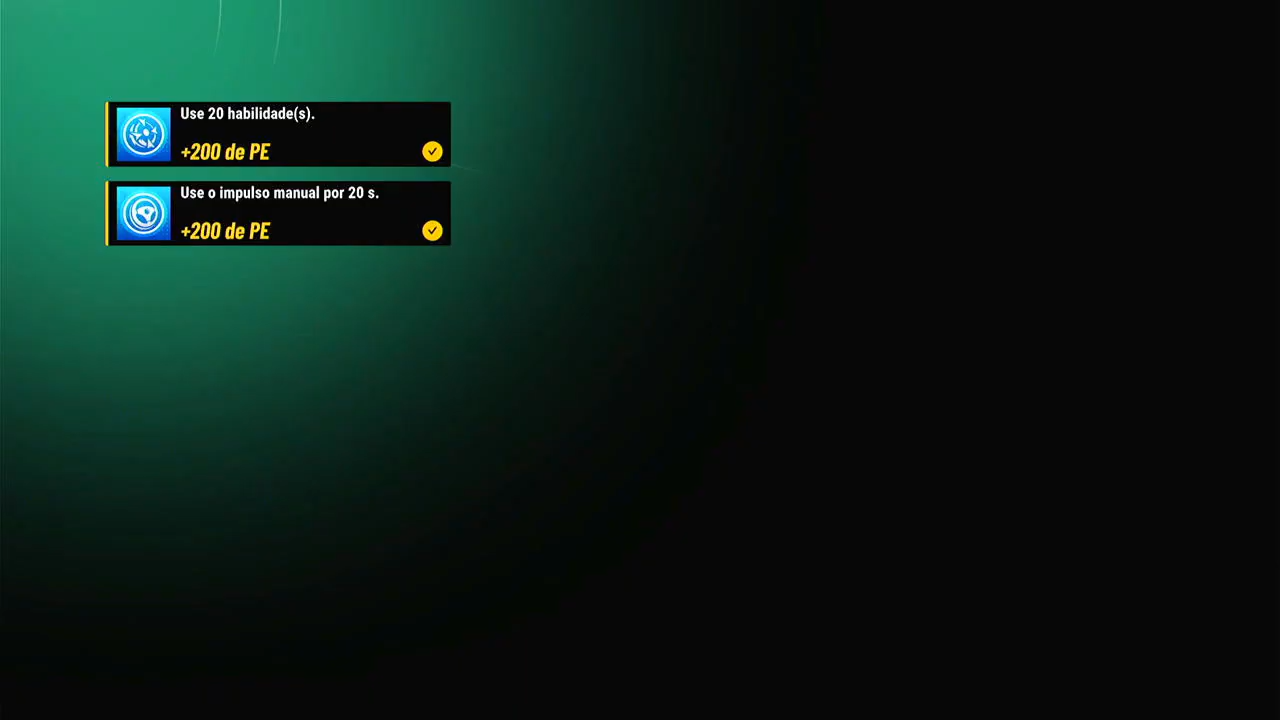 Use 20 habilidade(s).
+200 de PE
Use o impulso manual por 20 s.
+200 de PE